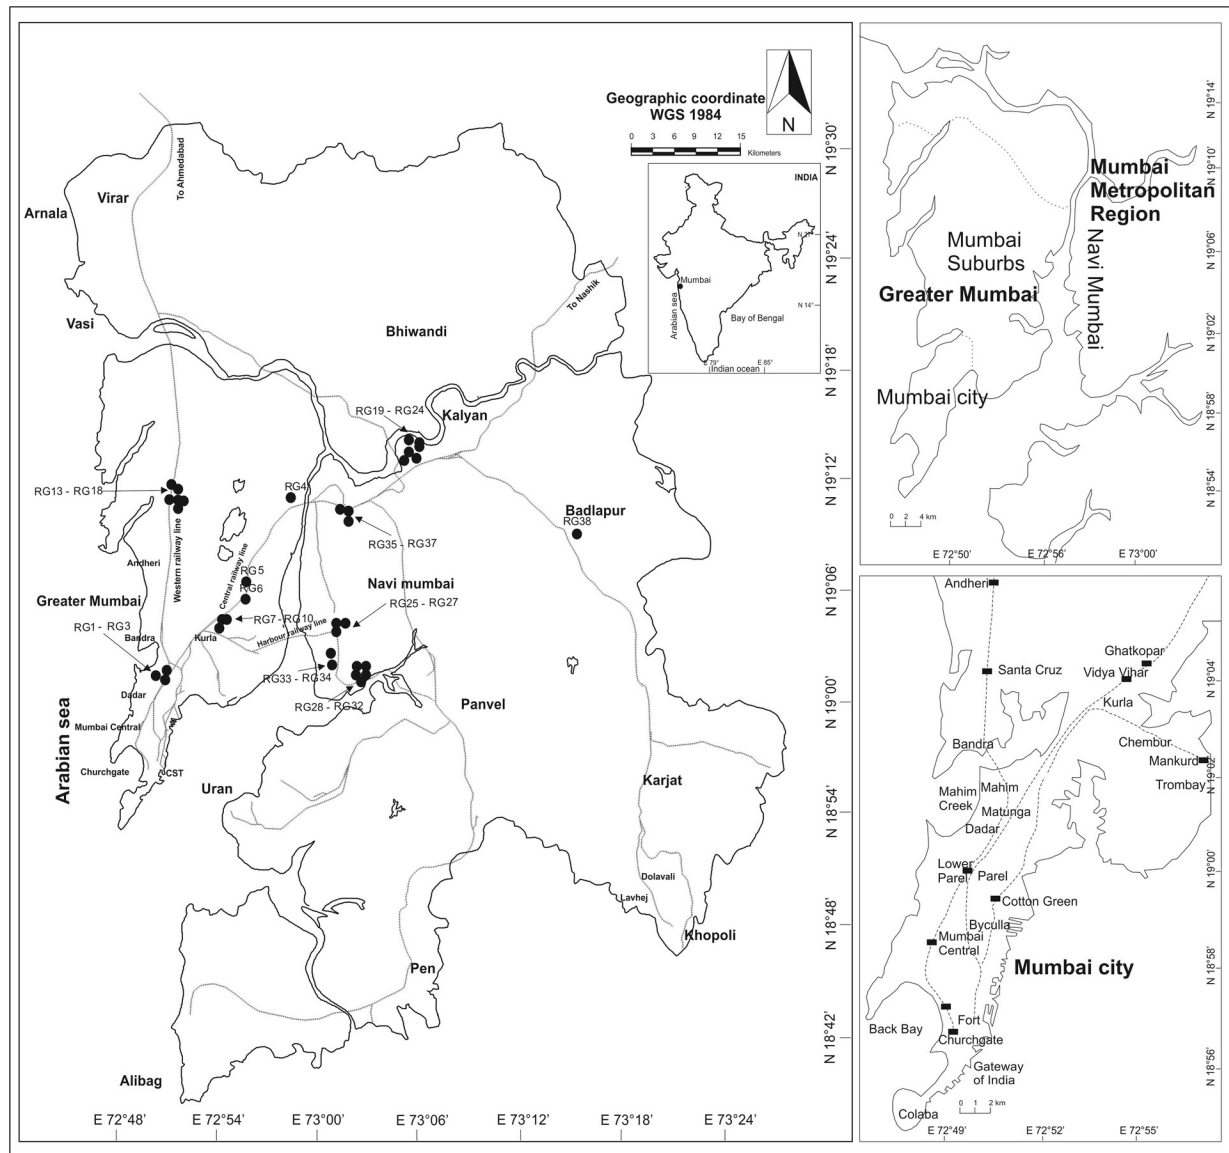 Geographic coordinate
WGS 1984
0 3 6 9 12 15
Kilometers
N
INDIA
N 14°
Mumbai
Arabian sea
Bay of Bengal
E 79° E 85°
Indian ocean
To Ahmedabad
Virar
Arnala
Vasi
Bhiwandi
To Nashik
RG19 - RG24
Kalyan
RG13 - RG18
RG4
Badlapur
RG38
RG35 - RG37
Andheri
Western railway line
Central railway line
RG5
RG6
Navi mumbai
Greater Mumbai
RG25 - RG27
RG7 - RG10
RG1 - RG3
Bandra
Kurla
Harbour railway line
RG33 - RG34
Dadar
RG28 - RG32
Panvel
Mumbai Central
Arabian sea
Churchgate
CST
Uran
Karjat
Dolavali
Lavhej
Khopoli
Pen
Alibag
N 19°30'
N 19°24'
N 19°18'
N 19°12'
N 19°06'
N 19°00'
N 18°54'
N 18°48'
N 18°42'
E 72°48' E 72°54' E 73°00' E 73°06' E 73°12' E 73°18' E 73°24'
Mumbai
Metropolitan
Region
Mumbai
Suburbs
Navi Mumbai
Greater Mumbai
Mumbai city
0 2 4 km
N 19°14'
N 19°10'
N 19°06'
N 19°02'
N 18°58'
N 18°54'
E 72°50' E 72°56' E 73°00'
Andheri
Ghatkopar
Santa Cruz
Vidya Vihar
Kurla
Bandra
Chembur
Mankurd
Trombay
Mahim
Creek
Mahim
Matunga
Dadar
Lower
Parel
Parel
Cotton Green
Byculla
Mumbai
Central
Mumbai city
Back Bay
Fort
Churchgate
Gateway
of India
Colaba
0 1 2 km
N 19°04'
N 19°02'
N 19°00'
N 18°58'
N 18°56'
E 72°49' E 72°52' E 72°55'